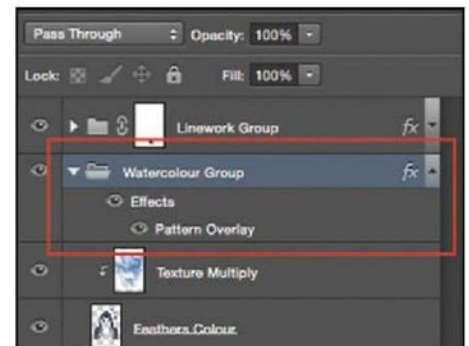 Pass Through Opacity: 100%
Lock: Fill: 100%
Linework Group fx
Watercolour Group fx
Effects
Pattern Overlay
Texture Multiply
Feathers Colour